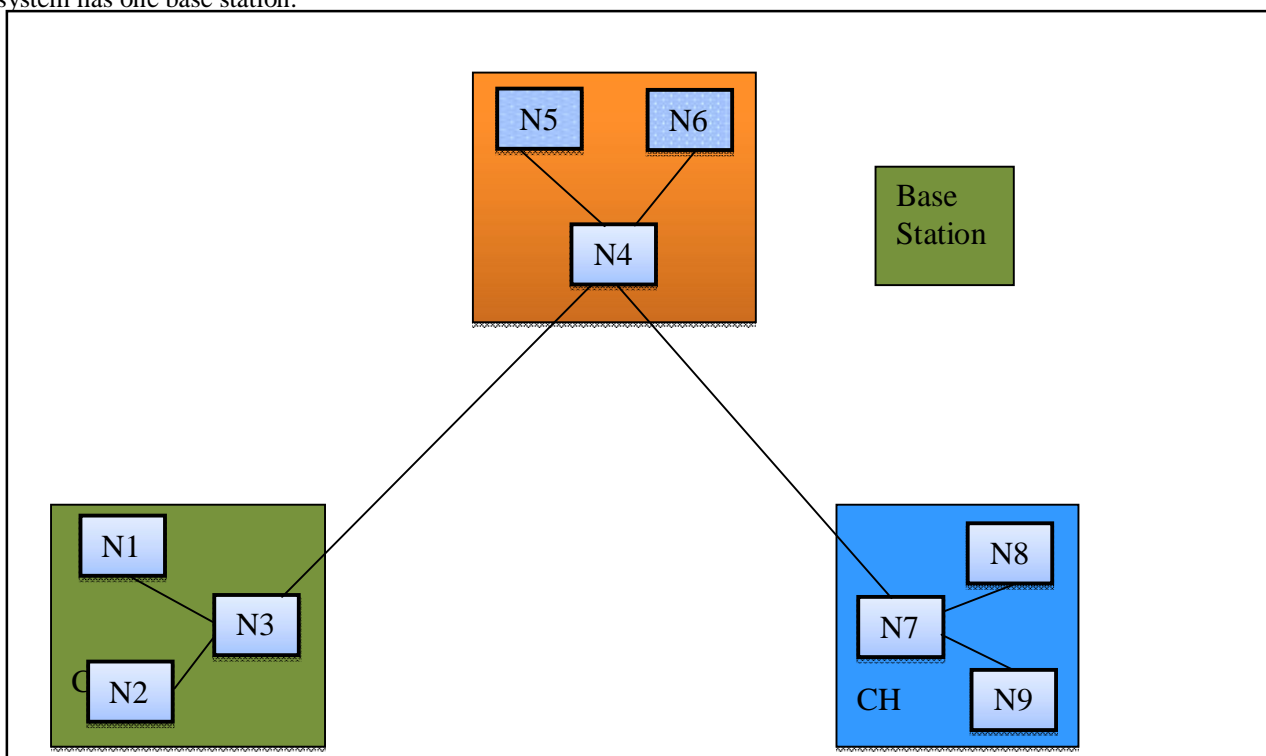 system has one base station.
N5
N6
Base
Station
N4
N1
N8
N3
N7
N2
CH
N9